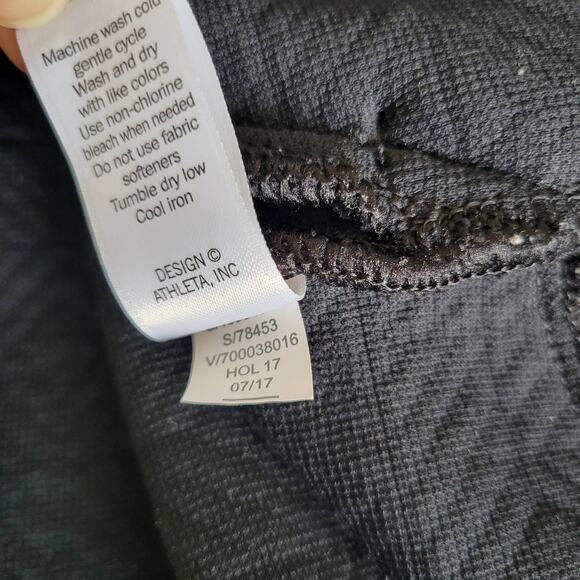 Machine wash cold
gentle cycle
Wash and dry
with like colors
Use non-chlorine
bleach when needed
Do not use fabric
softeners
Tumble dry low
Cool iron
DESIGN ©
ATHLETA, INC
S/78453
V/700038016
HOL 17
07/17